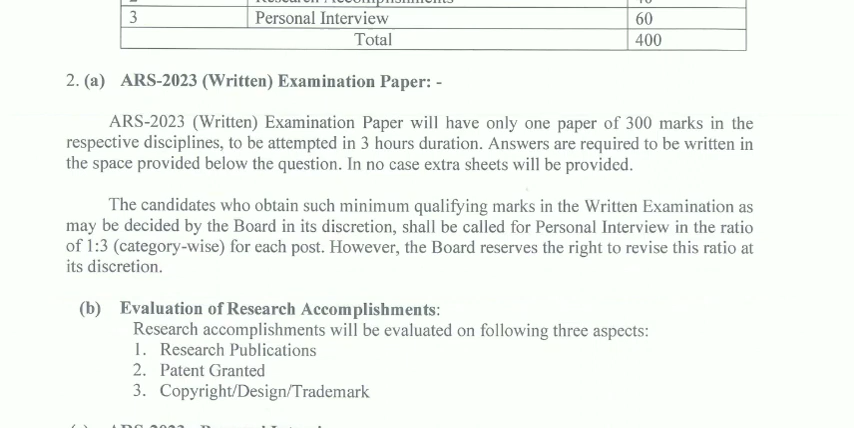 Research Accomplishments 40
3 Personal Interview 60
Total 400
2. (a) ARS-2023 (Written) Examination Paper: -
ARS-2023 (Written) Examination Paper will have only one paper of 300 marks in the
respective disciplines, to be attempted in 3 hours duration. Answers are required to be written in
the space provided below the question. In no case extra sheets will be provided.
The candidates who obtain such minimum qualifying marks in the Written Examination as
may be decided by the Board in its discretion, shall be called for Personal Interview in the ratio
of 1:3 (category-wise) for each post. However, the Board reserves the right to revise this ratio at
its discretion.
(b) Evaluation of Research Accomplishments:
Research accomplishments will be evaluated on following three aspects:
1. Research Publications
2. Patent Granted
3. Copyright/Design/Trademark
ARS-2023 - Personal